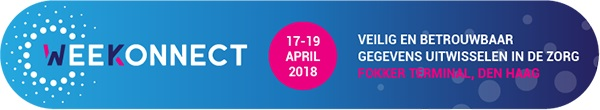 WEEKONNECT
17-19
APRIL
2018
VEILIG EN BETROUWBAAR
GEGEVENS UITWISSELEN IN DE ZORG
FOKKER TERMINAL, DEN HAAG